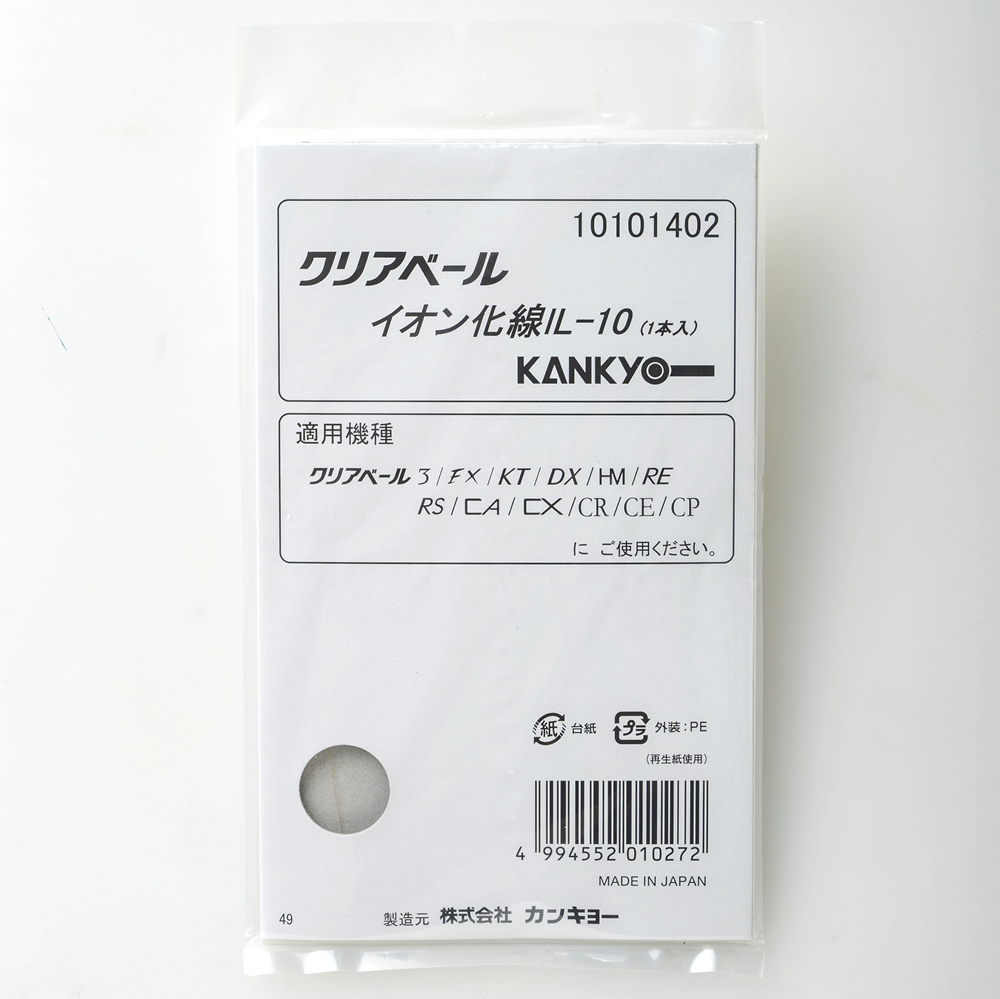 10101402
クリアベール
イオン化線IL-10 (1本入)
KANKYO
適用機種
クリアベール 3 / EX / KT / DX / HM / RE
RS / CA / CX / CR / CE / CP
に ご使用ください。
紙 台紙 プラ 外装:PE
(再生紙使用)
4 994552 010272
MADE IN JAPAN
49 製造元 株式会社 カンキョー